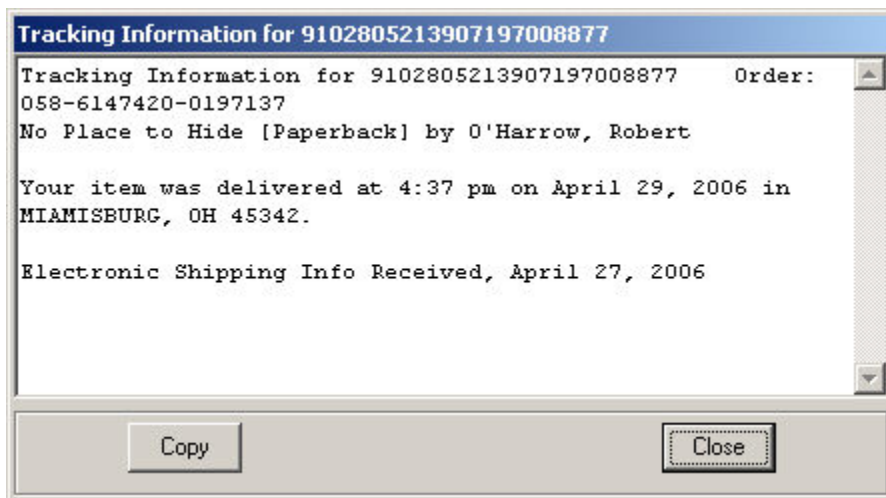 Tracking Information for 9102805213907197008877
Tracking Information for 9102805213907197008877    Order:
058-6147420-0197137
No Place to Hide [Paperback] by O'Harrow, Robert
Your item was delivered at 4:37 pm on April 29, 2006 in
MIAMISBURG, OH 45342.
Electronic Shipping Info Received, April 27, 2006
Copy
Close